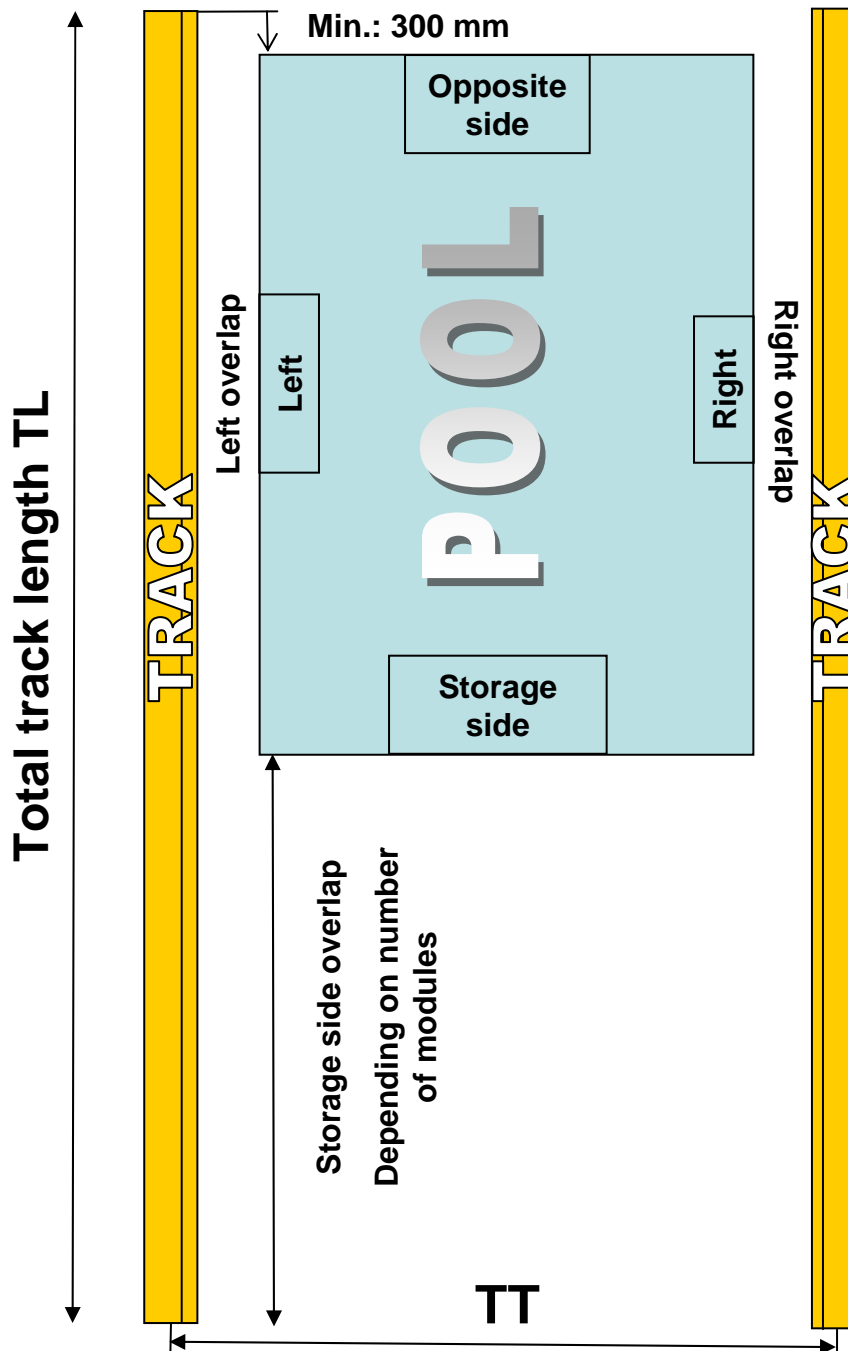 Min.: 300 mm
Opposite
side
Total track length TL
TRACK
Left overlap
Left
POOL
Right
Right overlap
TRACK
Storage
side
Storage side overlap
Depending on number
of modules
TT